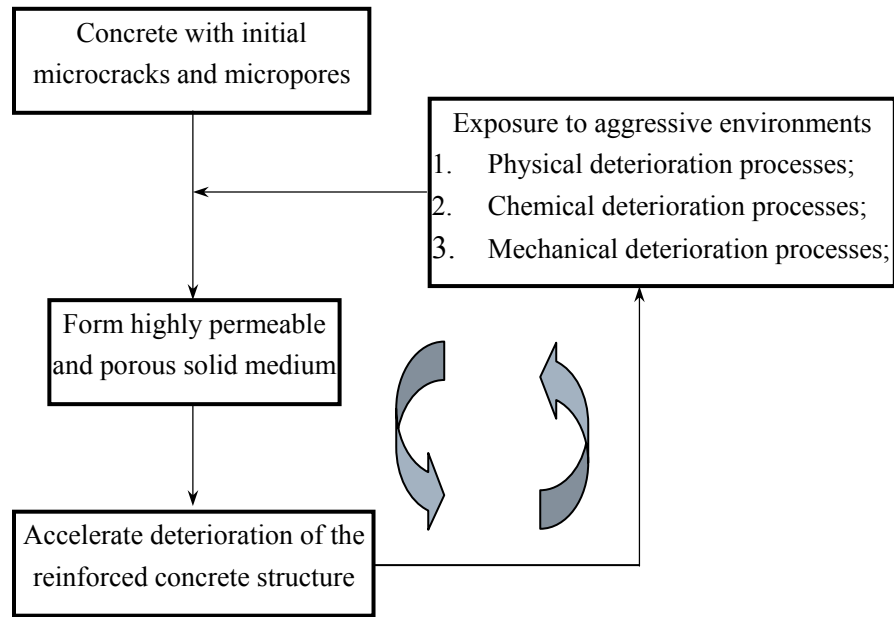 Concrete with initial
microcracks and micropores
Exposure to aggressive environments
1. Physical deterioration processes;
2. Chemical deterioration processes;
3. Mechanical deterioration processes;
Form highly permeable
and porous solid medium
Accelerate deterioration of the
reinforced concrete structure